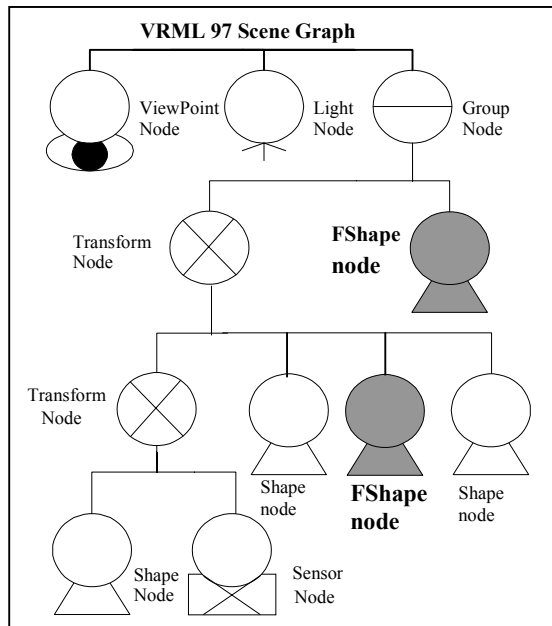 VRML 97 Scene Graph
ViewPoint
Node
Light
Node
Group
Node
Transform
Node
FShape
node
Transform
Node
Shape
node
FShape
node
Shape
node
Shape
Node
Sensor
Node